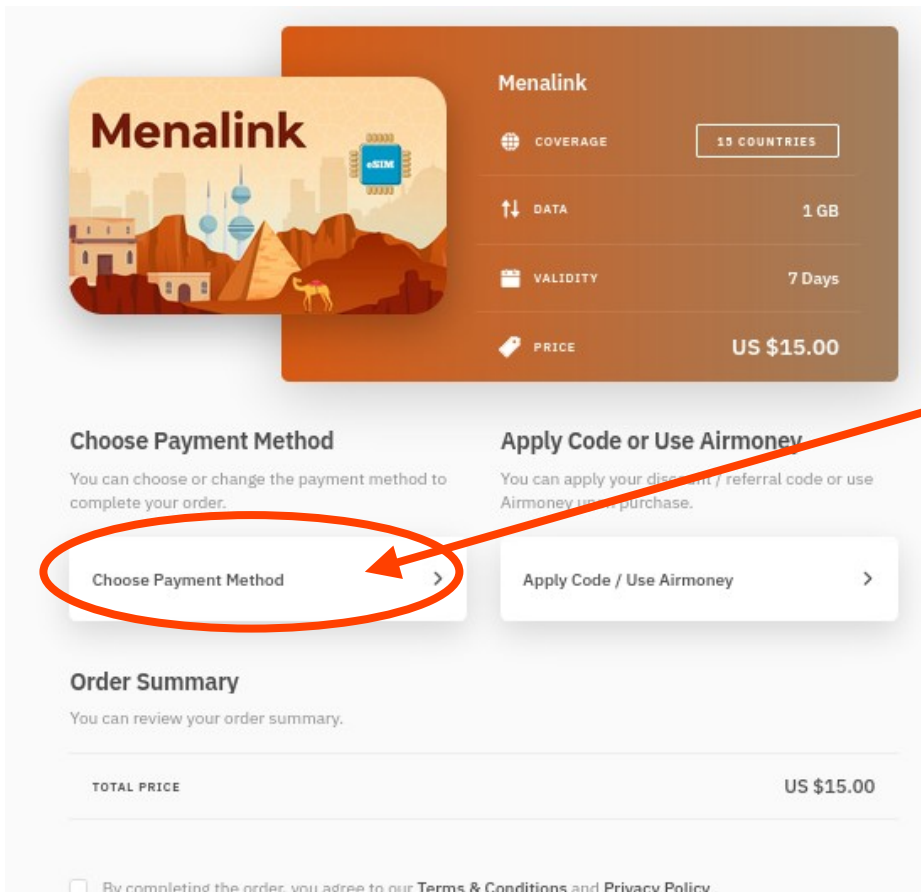 Menalink
eSIM
Menalink
COVERAGE 15 COUNTRIES
DATA 1 GB
VALIDITY 7 Days
PRICE US $15.00
Choose Payment Method
You can choose or change the payment method to
complete your order.
Choose Payment Method
Apply Code or Use Airmoney
You can apply your discount / referral code or use
Airmoney upon purchase.
Apply Code / Use Airmoney
Order Summary
You can review your order summary.
TOTAL PRICE US $15.00
By completing the order, you agree to our Terms & Conditions and Privacy Policy.